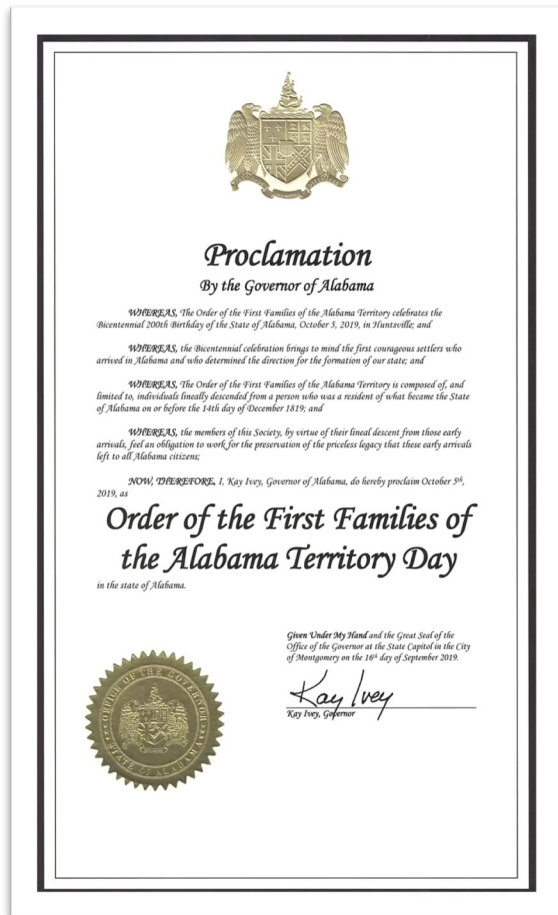 Proclamation
By the Governor of Alabama
WHEREAS, The Order of the First Families of the Alabama Territory celebrates the
Bicentennial 200th Birthday of the State of Alabama, October 5, 2019, in Huntsville; and
WHEREAS, the Bicentennial celebration brings to mind the first courageous settlers who
arrived in Alabama and who determined the direction for the formation of our state; and
WHEREAS, The Order of the First Families of the Alabama Territory is composed of, and
limited to, individuals lineally descended from a person who was a resident of what became the State
of Alabama on or before the 14th day of December 1819; and
WHEREAS, the members of this Society, by virtue of their lineal descent from those early
arrivals, feel an obligation to work for the preservation of the priceless legacy that these early arrivals
left to all Alabama citizens;
NOW, THEREFORE, I, Kay Ivey, Governor of Alabama, do hereby proclaim October 5th,
2019, as
Order of the First Families of
the Alabama Territory Day
in the state of Alabama.
Given Under My Hand and the Great Seal of the
Office of the Governor at the State Capitol in the City
of Montgomery on the 16th day of September 2019.
Kay Ivey
Kay Ivey, Governor
OFFICE OF THE GOVERNOR
STATE OF ALABAMA